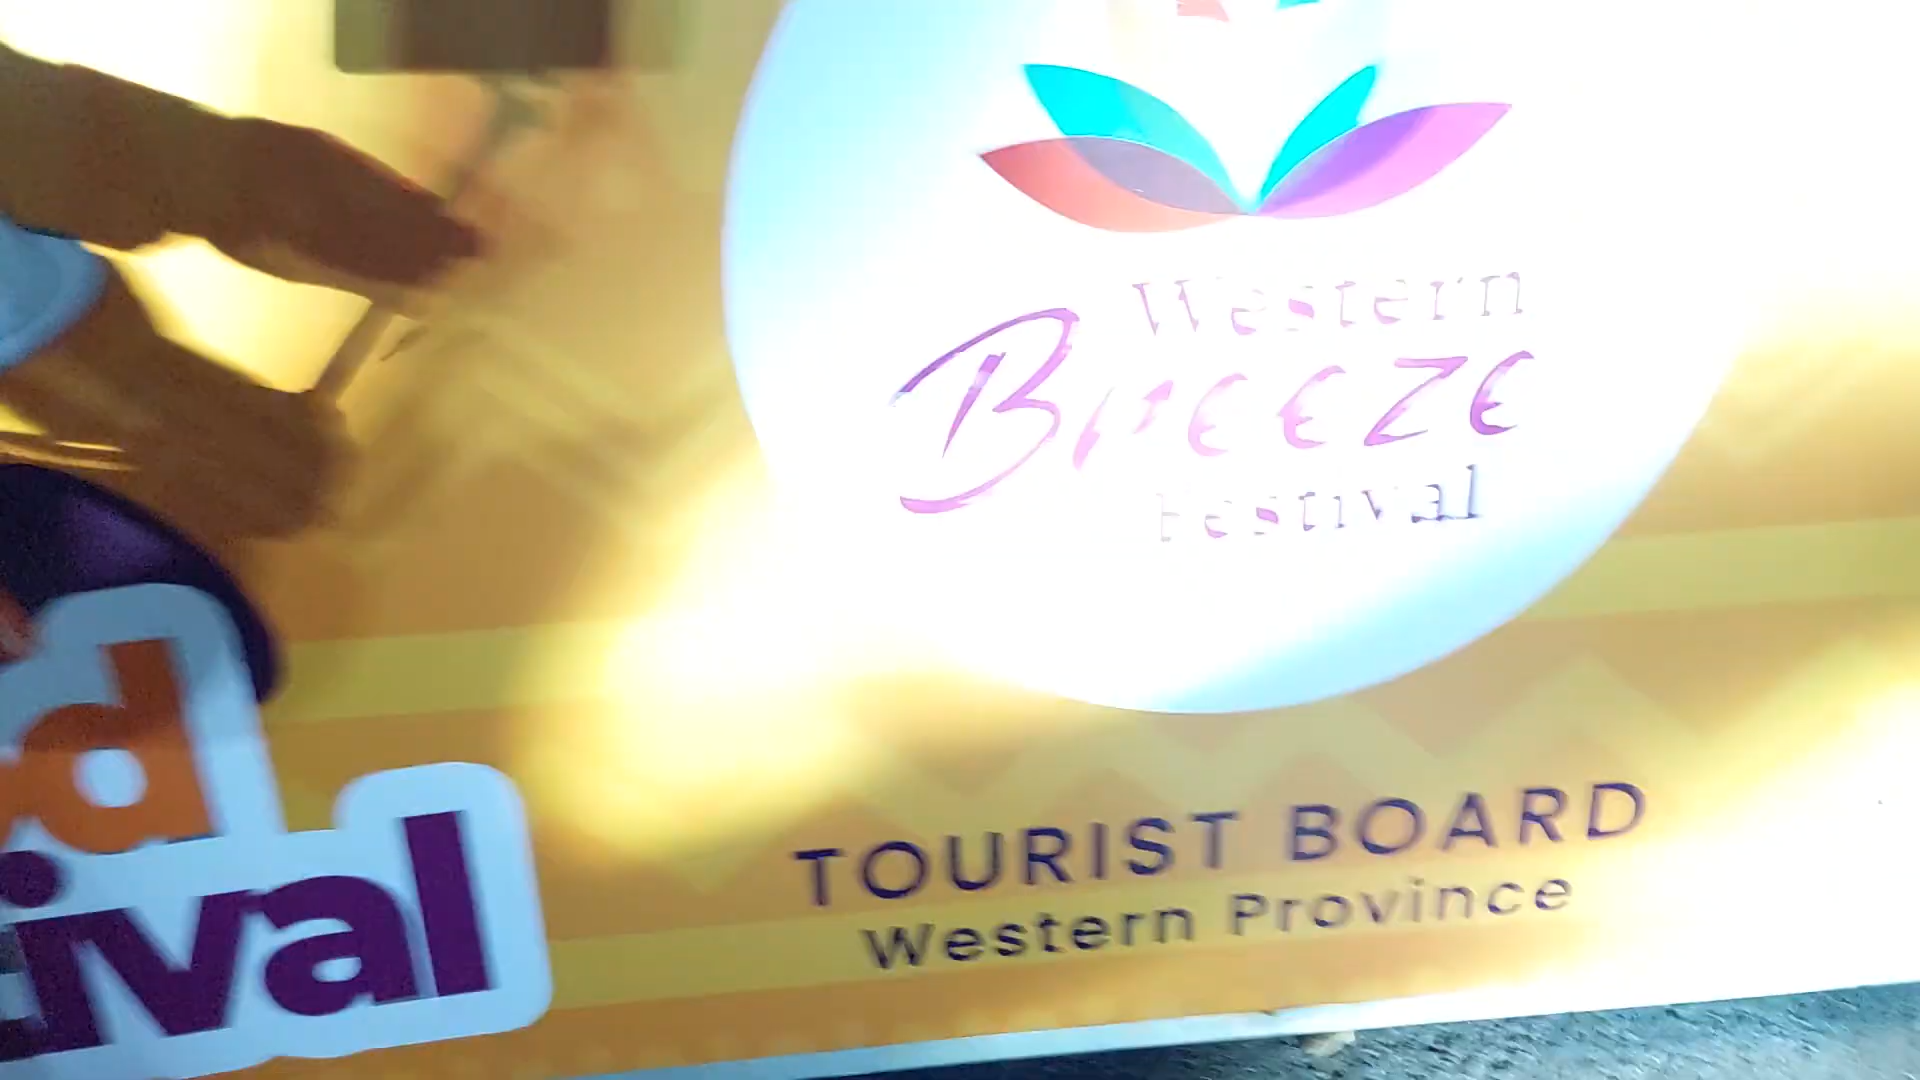 Western
Breeze
Festival
TOURIST BOARD
Western Province
d
ival